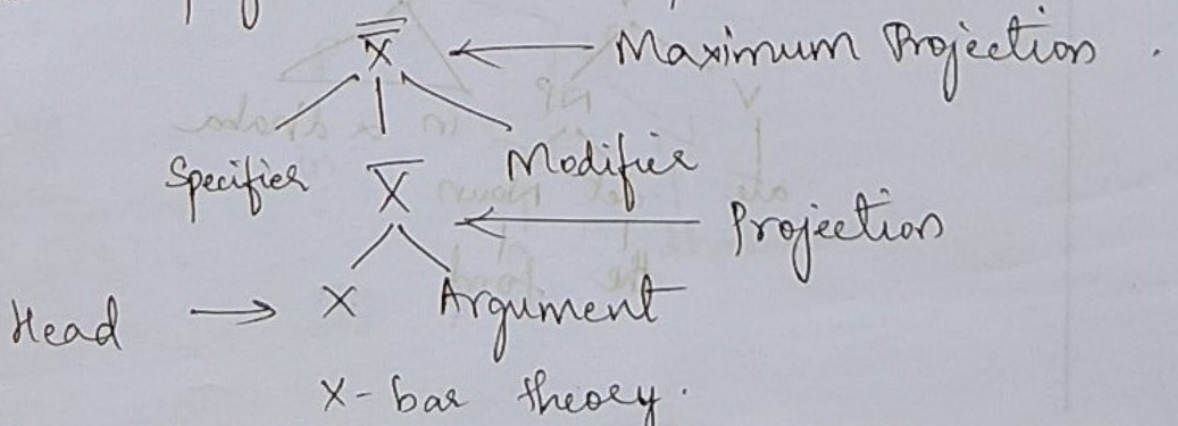 X̿ ← Maximum Projection .
Specifier X̅ Modifier
← Projection
Head → X Argument
X-bar theory.